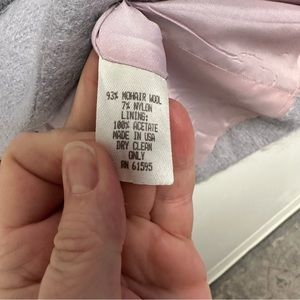 93% MOHAIR WOOL
7% NYLON
LINING:
100% ACETATE
MADE IN USA
DRY CLEAN
ONLY
RN 61595